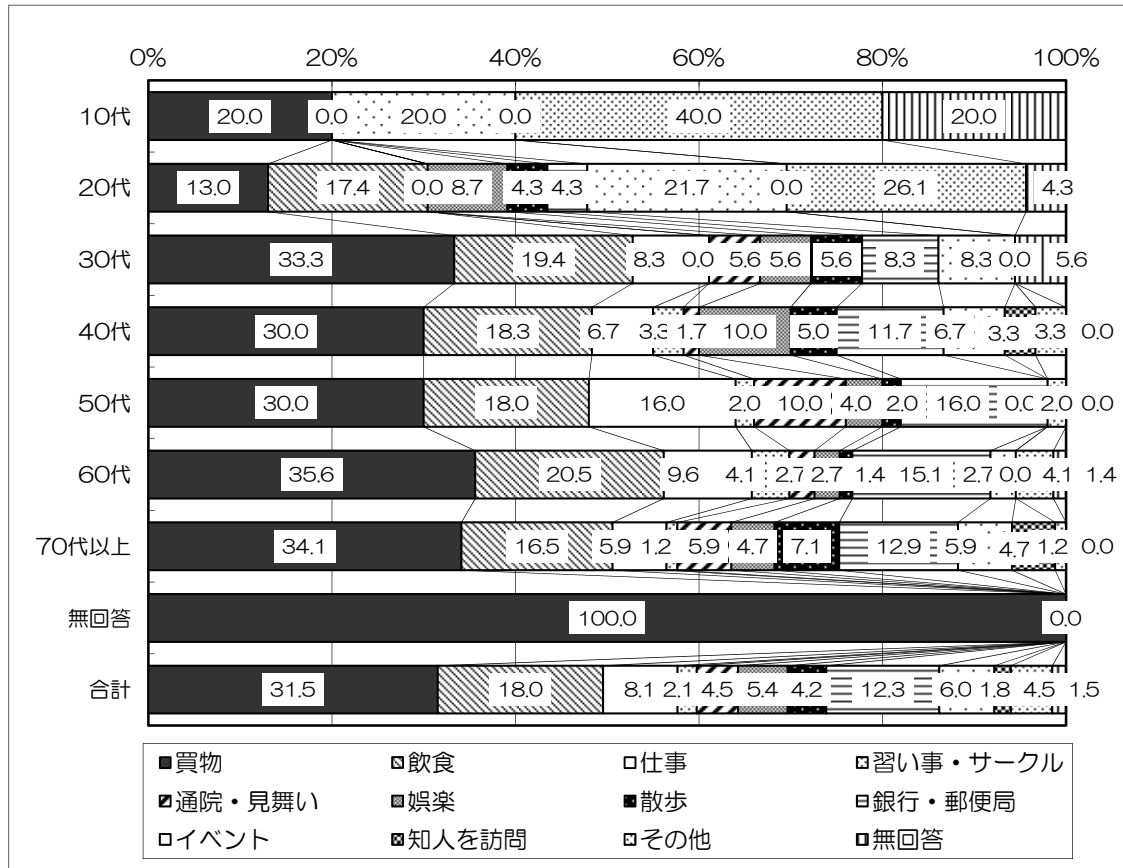 0% 20% 40% 60% 80% 100%
10代 20.0 0.0 20.0 0.0 40.0 20.0
20代 13.0 17.4 0.0 8.7 4.3 4.3 21.7 0.0 26.1 4.3
30代 33.3 19.4 8.3 0.0 5.6 5.6 5.6 8.3 8.3 0.0 5.6
40代 30.0 18.3 6.7 3.3 1.7 10.0 5.0 11.7 6.7 3.3 3.3 0.0
50代 30.0 18.0 16.0 2.0 10.0 4.0 2.0 16.0 0.0 2.0 0.0
60代 35.6 20.5 9.6 4.1 2.7 2.7 1.4 15.1 2.7 0.0 4.1 1.4
70代以上 34.1 16.5 5.9 1.2 5.9 4.7 7.1 12.9 5.9 4.7 1.2 0.0
無回答 100.0 0.0
合計 31.5 18.0 8.1 2.1 4.5 5.4 4.2 12.3 6.0 1.8 4.5 1.5
買物 飲食 仕事 習い事・サークル
通院・見舞い 娯楽 散歩 銀行・郵便局
イベント 知人を訪問 その他 無回答